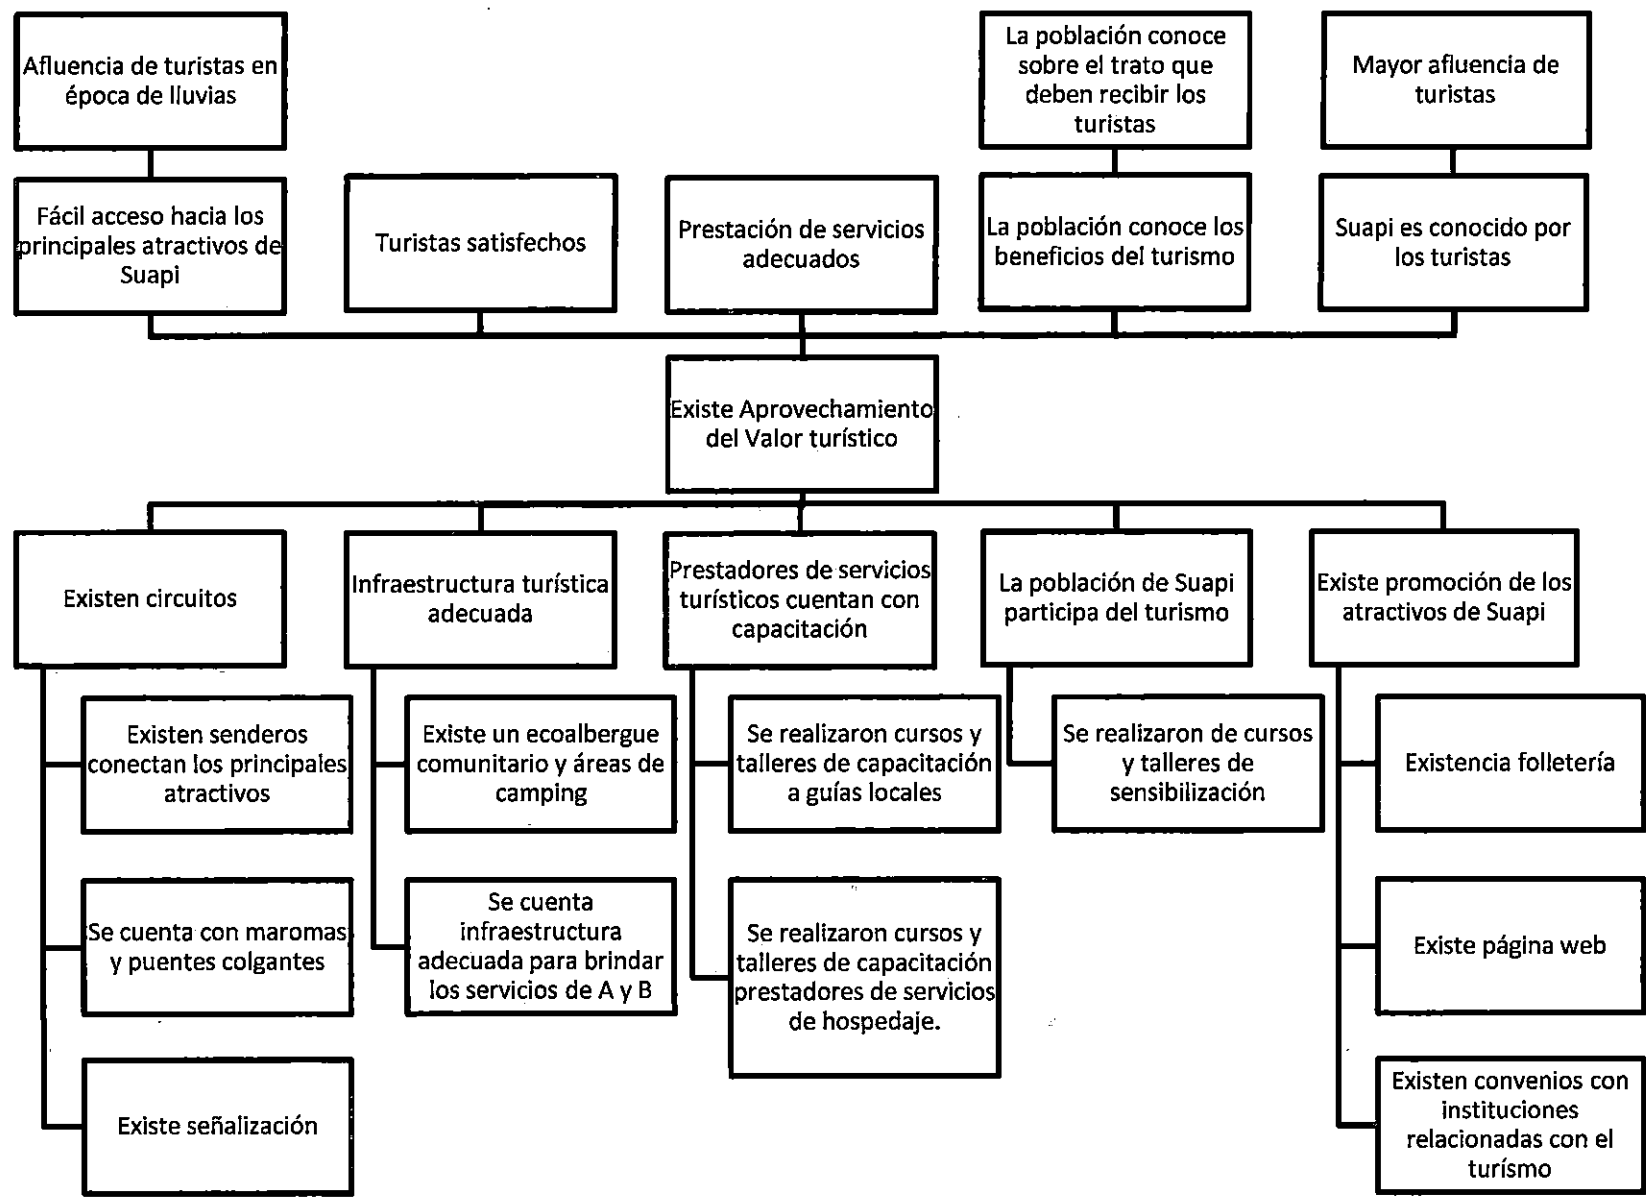 Afluencia de turistas en
época de lluvias
La población conoce
sobre el trato que
deben recibir los
turistas
Mayor afluencia de
turistas
Fácil acceso hacia los
principales atractivos de
Suapi
Turistas satisfechos
Prestación de servicios
adecuados
La población conoce los
beneficios del turismo
Suapi es conocido por
los turistas
Existe Aprovechamiento
del Valor turístico
Existen circuitos
Infraestructura turística
adecuada
Prestadores de servicios
turísticos cuentan con
capacitación
La población de Suapi
participa del turismo
Existe promoción de los
atractivos de Suapi
Existen senderos
conectan los principales
atractivos
Existe un ecoalbergue
comunitario y áreas de
camping
Se realizaron cursos y
talleres de capacitación
a guías locales
Se realizaron de cursos
y talleres de
sensibilización
Existencia folletería
Se cuenta con maromas
y puentes colgantes
Se cuenta
infraestructura
adecuada para brindar
los servicios de A y B
Se realizaron cursos y
talleres de capacitación
prestadores de servicios
de hospedaje.
Existe página web
Existe señalización
Existen convenios con
instituciones
relacionadas con el
turísmo